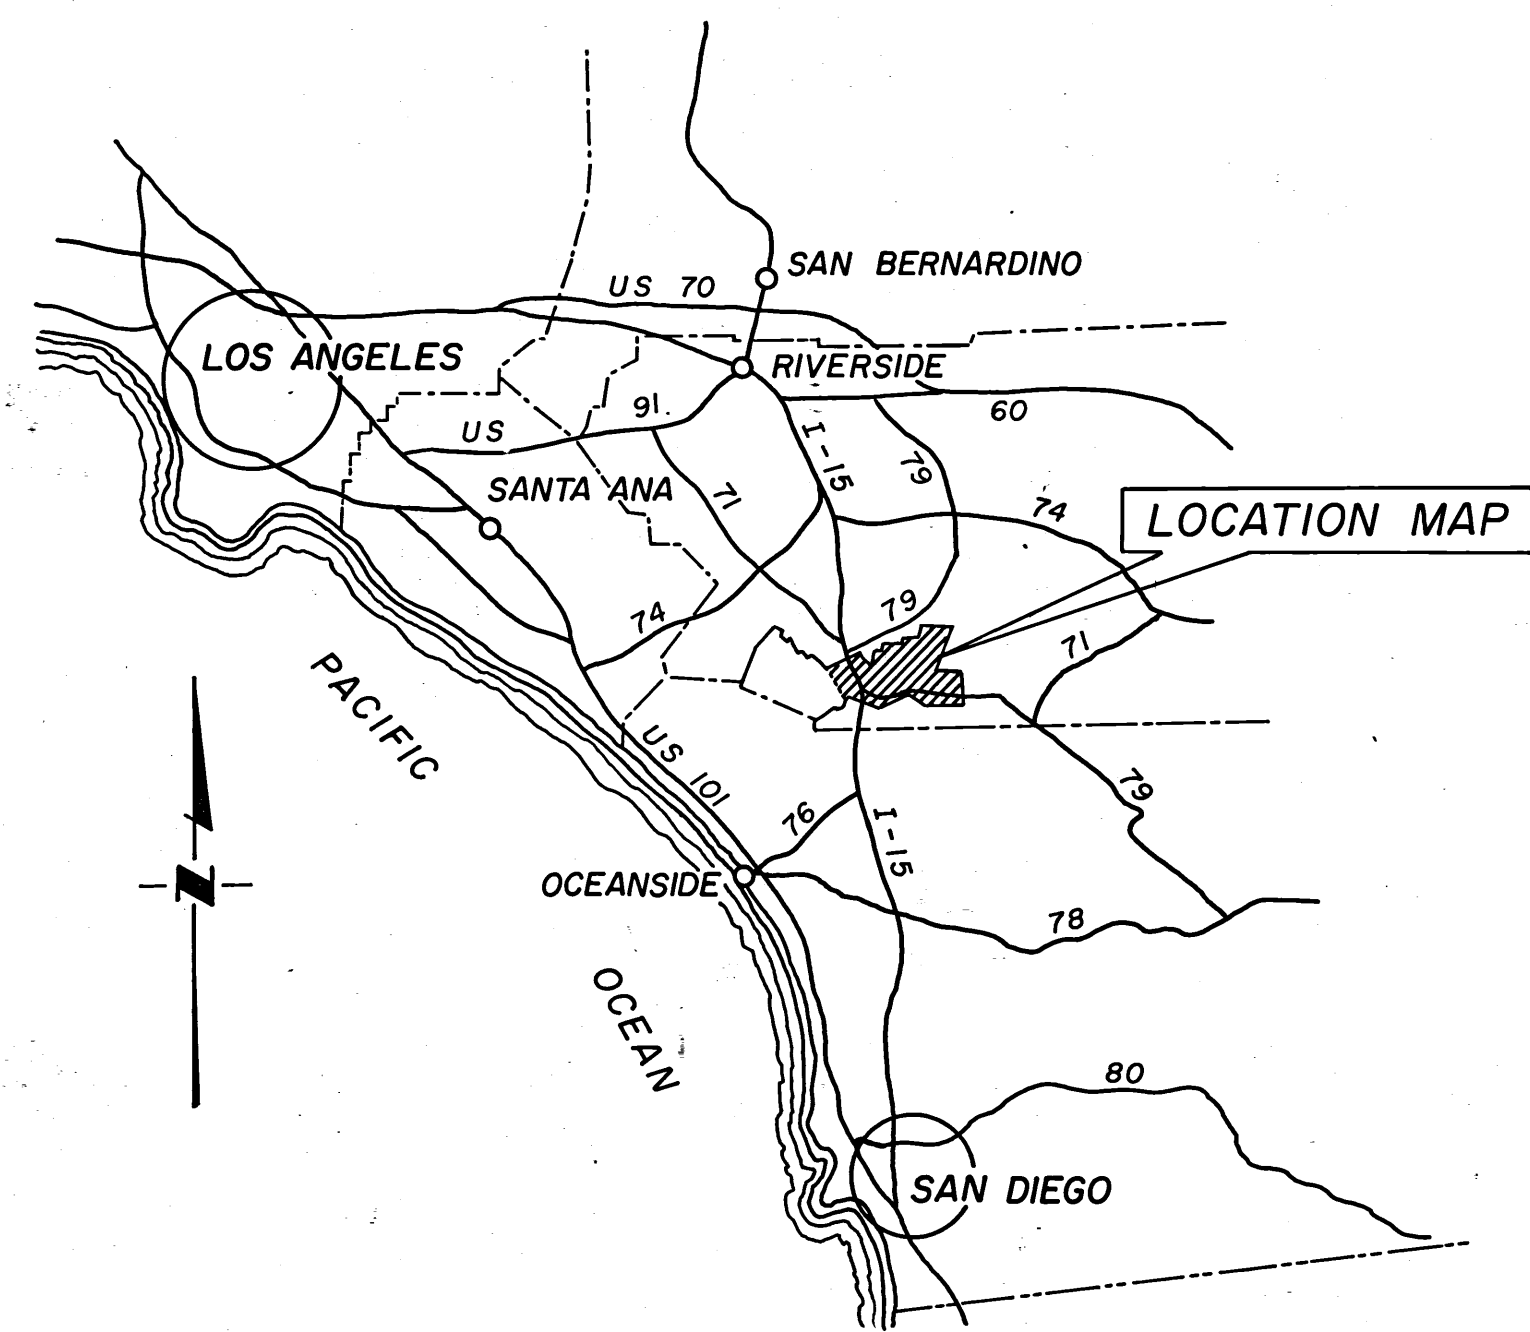 SAN BERNARDINO
US 70
LOS ANGELES
RIVERSIDE
91
US
60
I-15
79
SANTA ANA
71
74
LOCATION MAP
79
74
71
PACIFIC
US 101
79
76
I-15
OCEANSIDE
N
78
OCEAN
80
SAN DIEGO